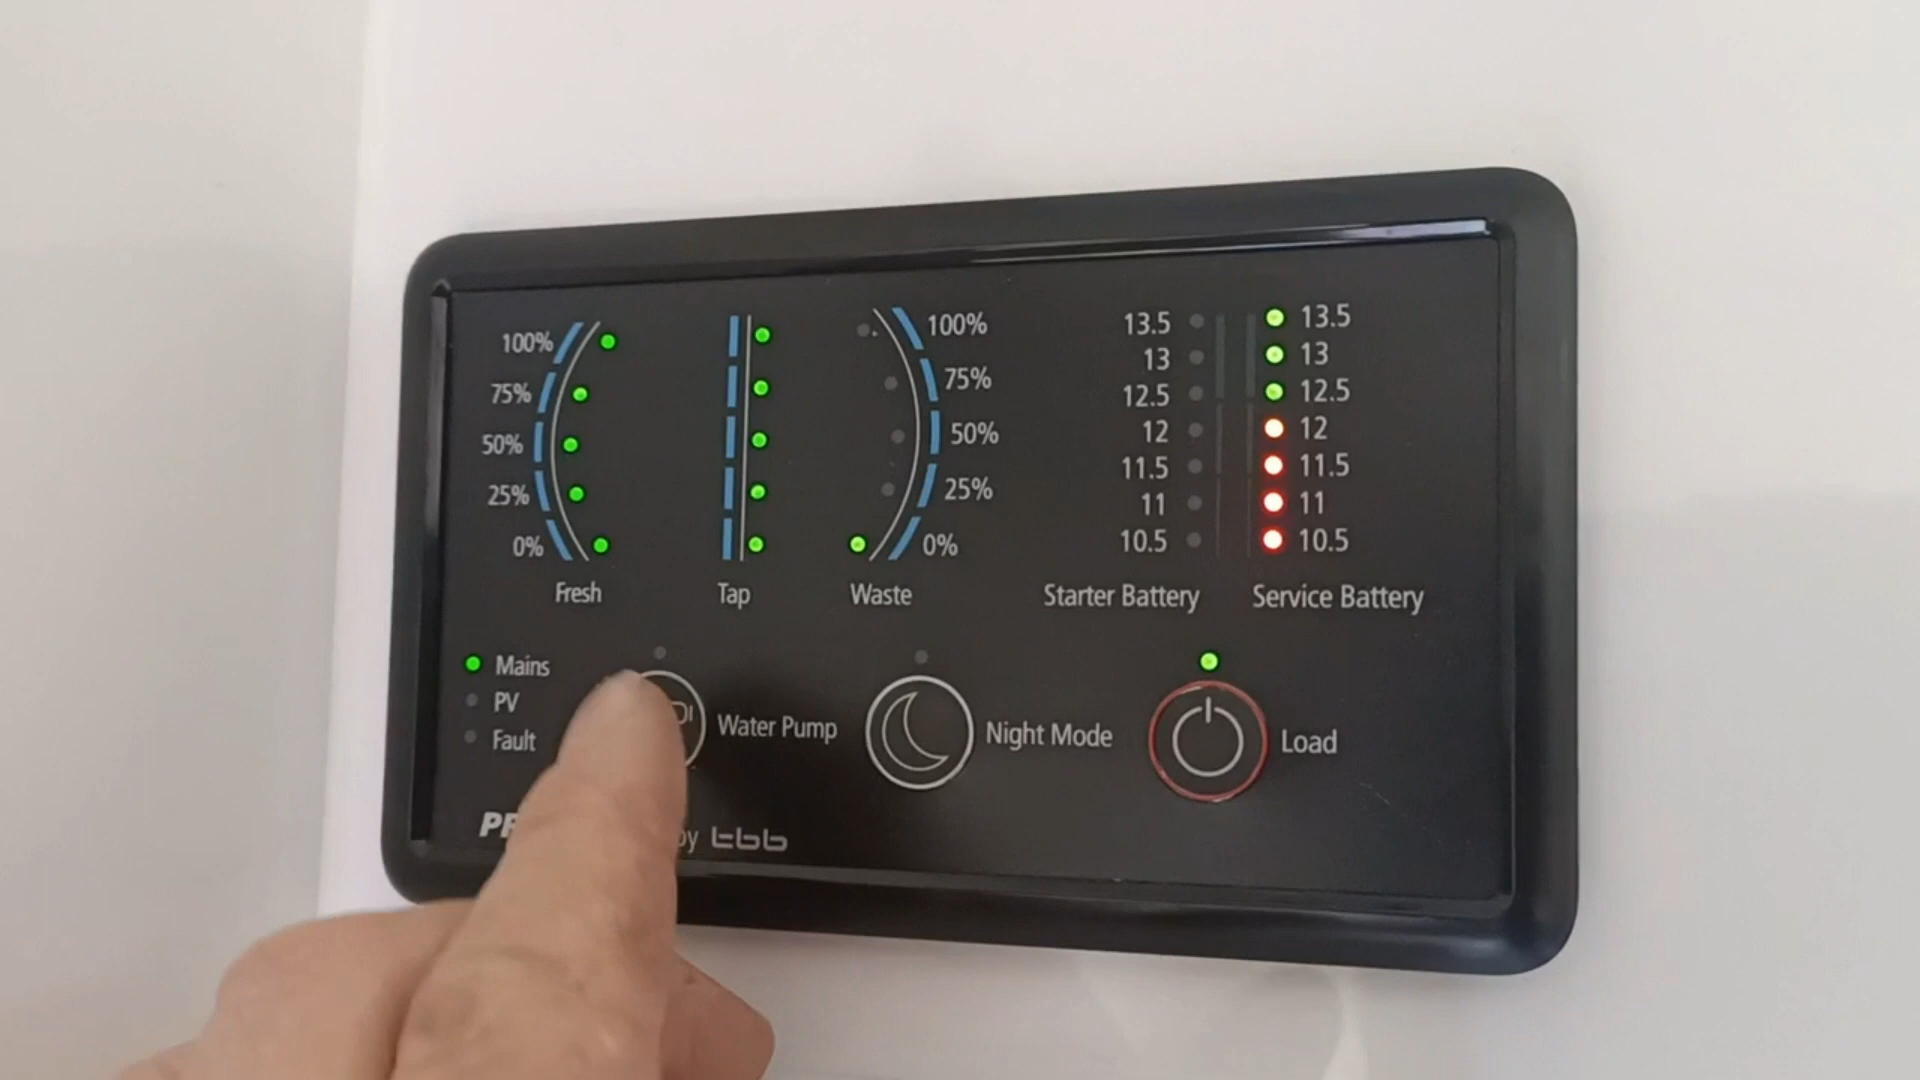 100%
75%
50%
25%
0%
Fresh
Tap
100%
75%
50%
25%
0%
Waste
13.5
13
12.5
12
11.5
11
10.5
Starter Battery
13.5
13
12.5
12
11.5
11
10.5
Service Battery
Mains
PV
Fault
Water Pump
Night Mode
Load
by tbb